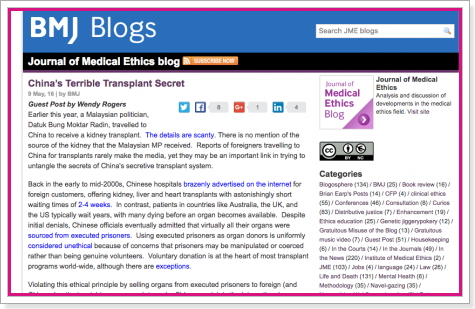 BMJ Blogs
Search JME blogs
Journal of Medical Ethics blog SUBSCRIBE NOW
China's Terrible Transplant Secret
9 May, 16 | by BMJ
Guest Post by Wendy Rogers
8
1
4
Earlier this year, a Malaysian politician,
Datuk Bung Moktar Radin, travelled to
China to receive a kidney transplant. The details are scanty. There is no mention of the
source of the kidney that the Malaysian MP received. Reports of foreigners travelling to
China for transplants rarely make the media, yet they may be an important link in trying to
untangle the secrets of China's secretive transplant system.
Back in the early to mid-2000s, Chinese hospitals brazenly advertised on the internet for
foreign customers, offering kidney, liver and heart transplants with astonishingly short
waiting times of 2-4 weeks. In contrast, patients in countries like Australia, the UK, and
the US typically wait years, with many dying before an organ becomes available. Despite
initial denials, Chinese officials eventually admitted that virtually all their organs were
sourced from executed prisoners. Using executed prisoners as organ donors is uniformly
considered unethical because of concerns that prisoners may be manipulated or coerced
rather than being genuine volunteers. Voluntary donation is at the heart of most transplant
programs world-wide, although there are exceptions.
Violating this ethical principle by selling organs from executed prisoners to foreign (and
Journal of
Medical
Ethics
Blog
Journal of Medical
Ethics
Analysis and discussion of
developments in the medical
ethics field. Visit site
CC BY NC
Categories
Blogosphere (134) / BMJ (25) / Book review (16) /
Brian Earp's Posts (14) / CFP (4) / clinical ethics
(55) / Conferences (46) / Consultation (8) / Curios
(83) / Distributive justice (7) / Enhancement (19) /
Ethics education (25) / Genetic jiggerypokery (12) /
Gratuitous Misuse of the Blog (13) / Gratuitous
music video (7) / Guest Post (51) / Housekeeping
(6) / In the Courts (14) / In the Journals (49) / In
the News (220) / Institute of Medical Ethics (2) /
JME (103) / Jobs (4) / language (24) / Law (26) /
Life and Death (131) / Mental Health (6) /
Methodology (35) / Navel-gazing (35) /